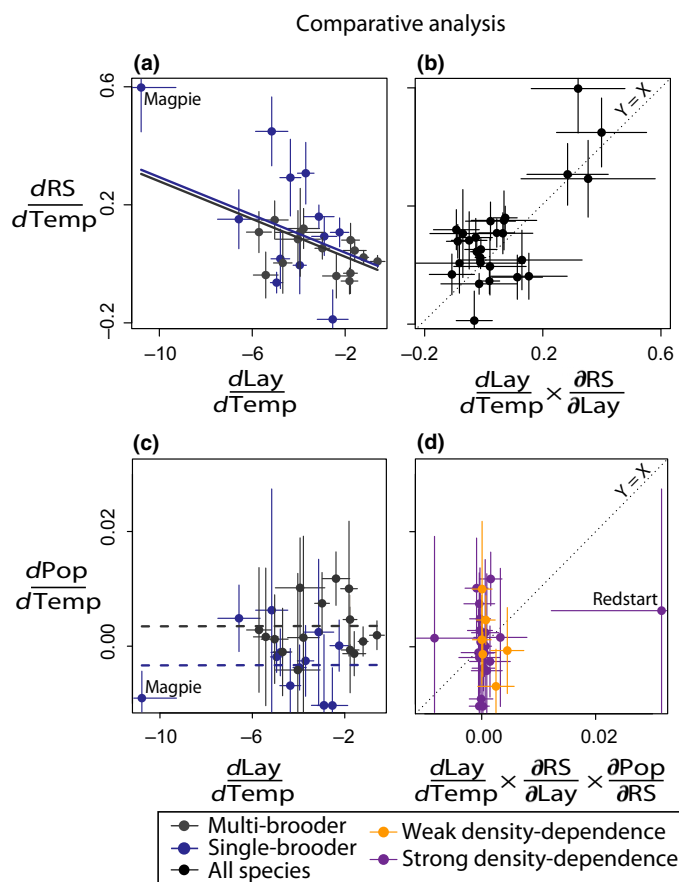 Comparative analysis
(a)
(b)
0.6
0.2
−0.2
dRS
dTemp
Magpie
Y = X
−10
−6
−2
−0.2
0.2
0.6
dLay
dTemp
dLay
dTemp
×
∂RS
∂Lay
(c)
(d)
0.02
0.00
dPop
dTemp
Magpie
Y = X
Redstart
−10
−6
−2
0.00
0.02
dLay
dTemp
dLay
dTemp
×
∂RS
∂Lay
×
∂Pop
∂RS
Multi-brooder
Single-brooder
All species
Weak density-dependence
Strong density-dependence